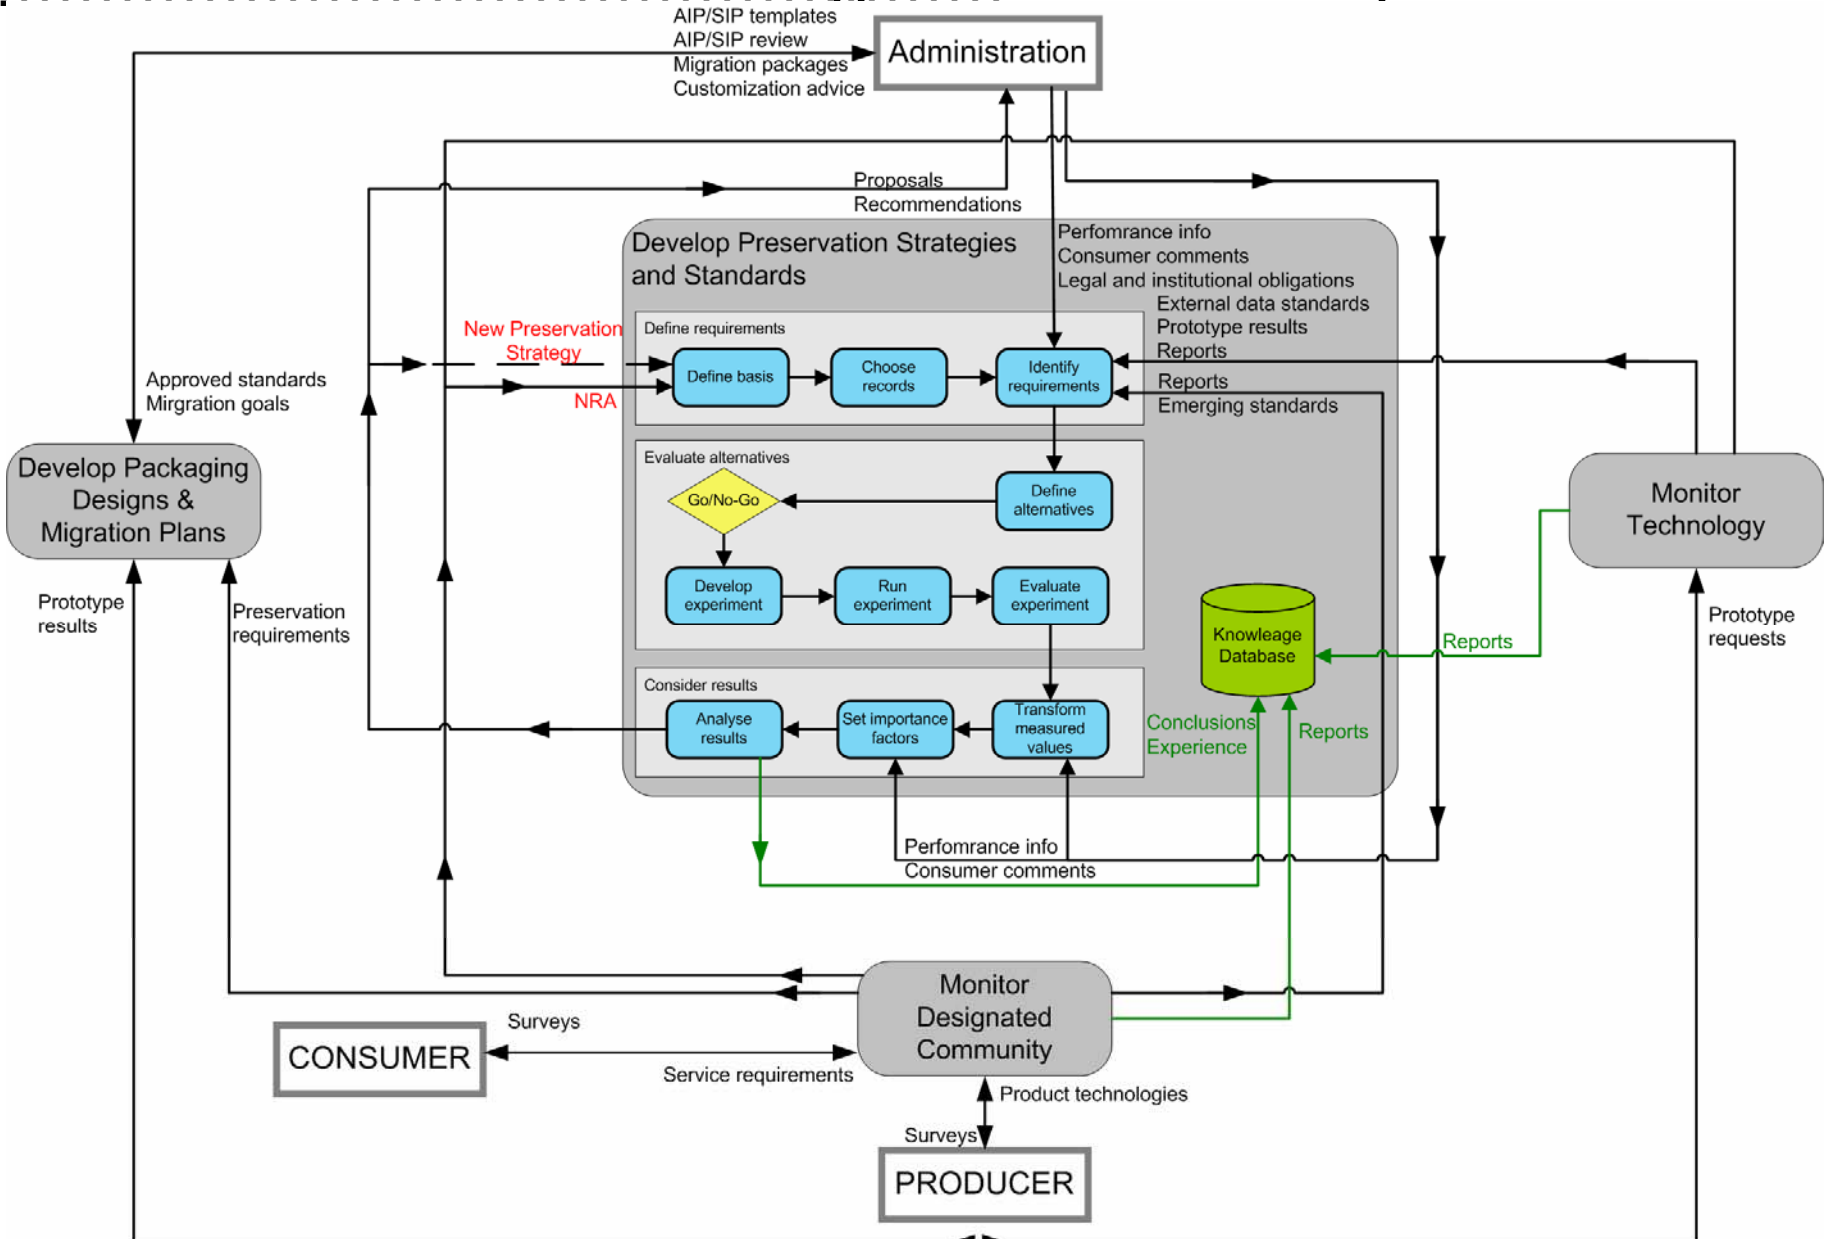 AIP/SIP templates
AIP/SIP review
Migration packages
Customization advice
Administration
Proposals
Recommendations
Develop Preservation Strategies
and Standards
Perfomrance info
Consumer comments
Legal and institutional obligations
External data standards
Prototype results
Reports
Reports
Emerging standards
New Preservation
Strategy
NRA
Define requirements
Define basis
Choose
records
Identify
requirements
Approved standards
Mirgration goals
Develop Packaging
Designs &
Migration Plans
Evaluate alternatives
Go/No-Go
Define
alternatives
Develop
experiment
Run
experiment
Evaluate
experiment
Monitor
Technology
Knowleage
Database
Reports
Prototype
requests
Prototype
results
Preservation
requirements
Consider results
Analyse
results
Set importance
factors
Transform
measured
values
Conclusions
Experience
Reports
Perfomrance info
Consumer comments
Monitor
Designated
Community
CONSUMER
Surveys
Service requirements
Product technologies
Surveys
PRODUCER